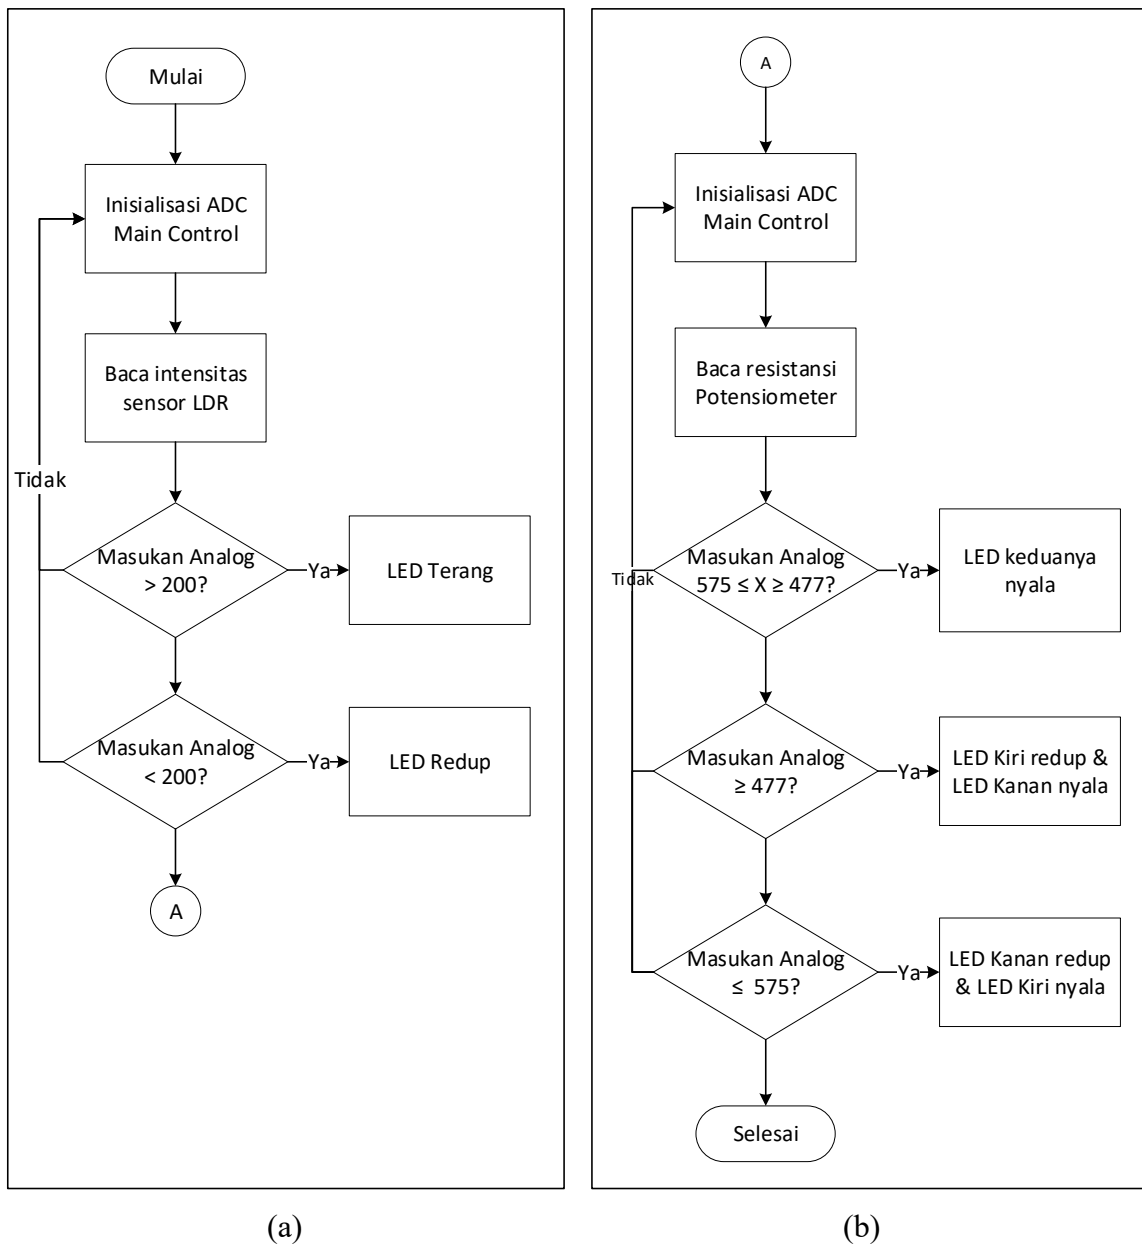 Mulai
Inisialisasi ADC
Main Control
Baca intensitas
sensor LDR
Tidak
Masukan Analog
> 200?
Ya
LED Terang
Masukan Analog
< 200?
Ya
LED Redup
A
(a)
A
Inisialisasi ADC
Main Control
Baca resistansi
Potensiometer
Tidak
Masukan Analog
575 ≤ X ≥ 477?
Ya
LED keduanya
nyala
Masukan Analog
≥ 477?
Ya
LED Kiri redup &
LED Kanan nyala
Masukan Analog
≤ 575?
Ya
LED Kanan redup
& LED Kiri nyala
Selesai
(b)